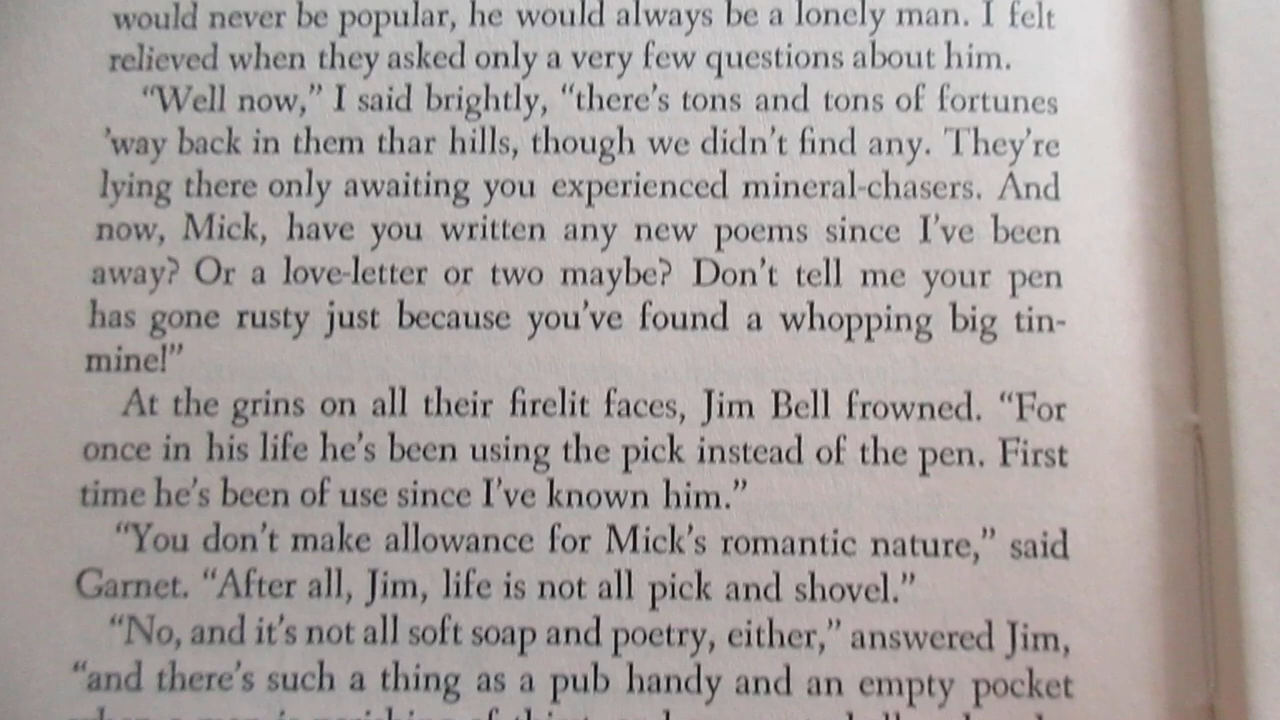 would never be popular, he would always be a lonely man. I felt
relieved when they asked only a very few questions about him.
“Well now,” I said brightly, “there’s tons and tons of fortunes
’way back in them thar hills, though we didn’t find any. They’re
lying there only awaiting you experienced mineral-chasers. And
now, Mick, have you written any new poems since I’ve been
away? Or a love-letter or two maybe? Don’t tell me your pen
has gone rusty just because you’ve found a whopping big tin-
mine!”
At the grins on all their firelit faces, Jim Bell frowned. “For
once in his life he’s been using the pick instead of the pen. First
time he’s been of use since I’ve known him.”
“You don’t make allowance for Mick’s romantic nature,” said
Garnet. “After all, Jim, life is not all pick and shovel.”
“No, and it’s not all soft soap and poetry, either,” answered Jim,
“and there’s such a thing as a pub handy and an empty pocket